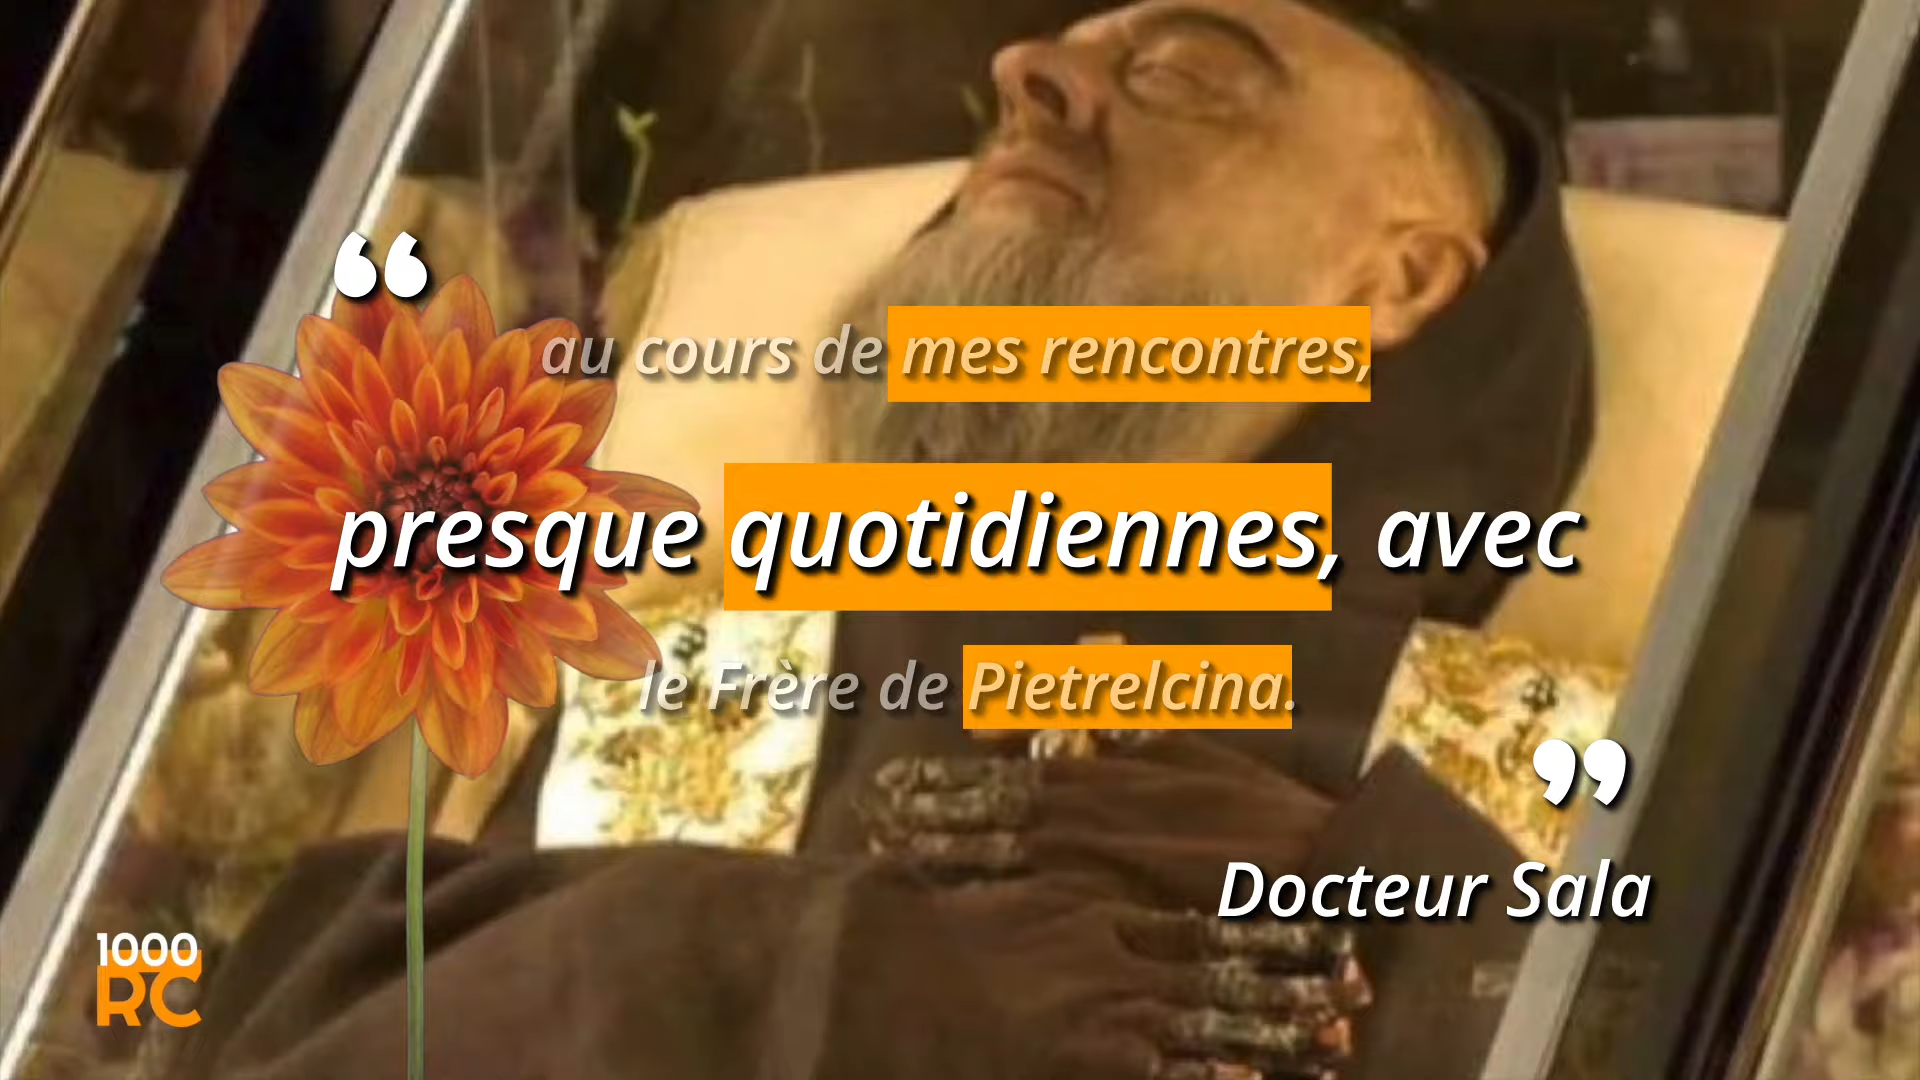 “
au cours de mes rencontres,
presque quotidiennes, avec
le Frère de Pietrelcina.
”
Docteur Sala
1000
RC